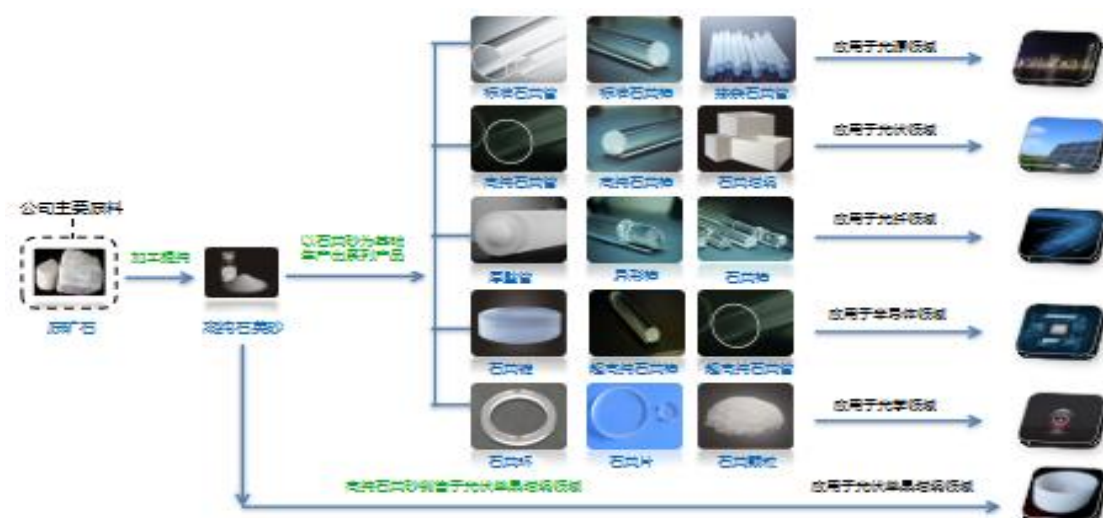 公司主要原料
原矿石
加工提纯
高纯石英砂
以石英砂为基础
生产出系列产品
标准石英管
标准石英棒
掺杂石英管
应用于光源领域
高纯石英管
高纯石英棒
石英坩埚
应用于光伏领域
厚壁管
异形棒
石英棒
应用于光纤领域
石英碇
超高纯石英棒
超高纯石英管
应用于半导体领域
石英环
石英片
石英颗粒
应用于光学领域
高纯石英砂销售于光伏单晶坩埚领域
应用于光伏单晶坩埚领域